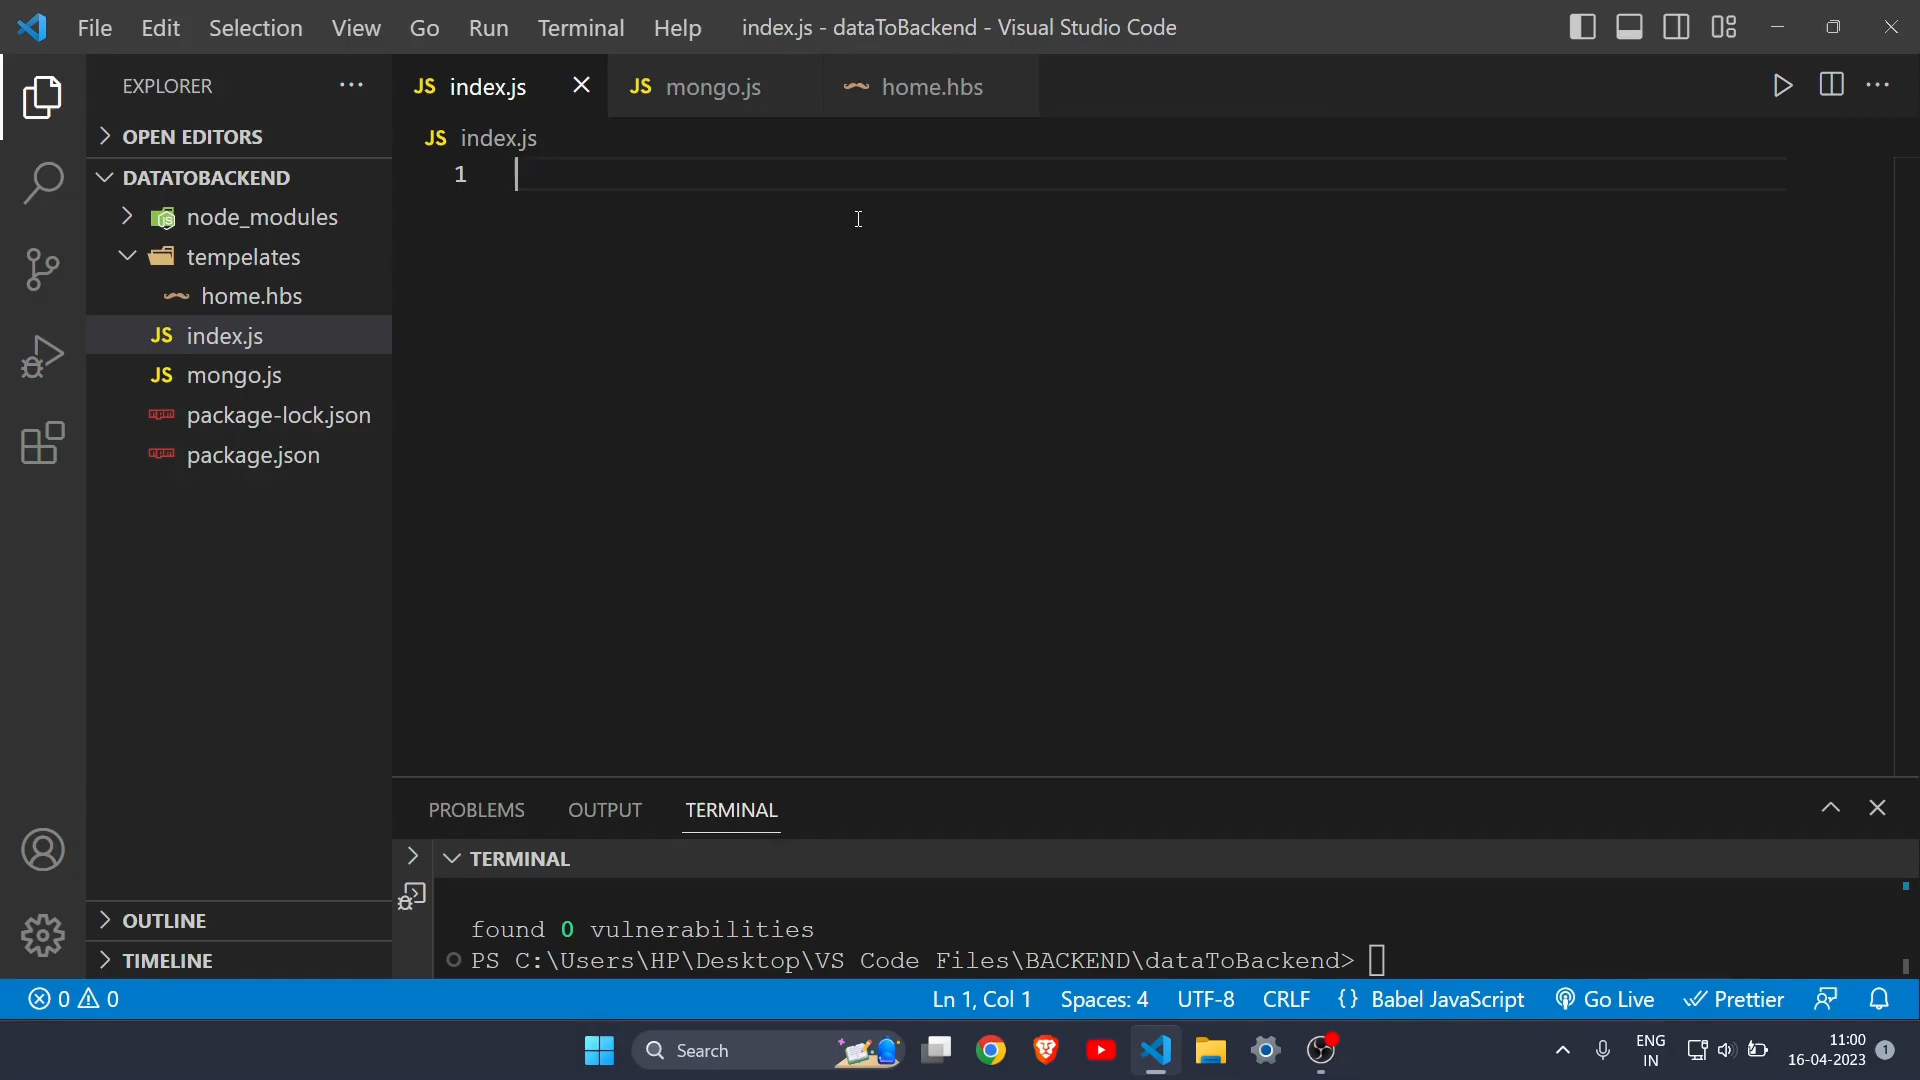 File Edit Selection View Go Run Terminal Help index.js - dataToBackend - Visual Studio Code
EXPLORER
JS index.js JS mongo.js home.hbs
OPEN EDITORS
JS index.js
DATATOBACKEND
1
node_modules
tempelates
home.hbs
JS index.js
JS mongo.js
package-lock.json
package.json
PROBLEMS OUTPUT TERMINAL
TERMINAL
found 0 vulnerabilities
PS C:\Users\HP\Desktop\VS Code Files\BACKEND\dataToBackend>
OUTLINE
TIMELINE
0 0 Ln 1, Col 1 Spaces: 4 UTF-8 CRLF {} Babel JavaScript Go Live Prettier
Search
ENG
IN
11:00
16-04-2023
1